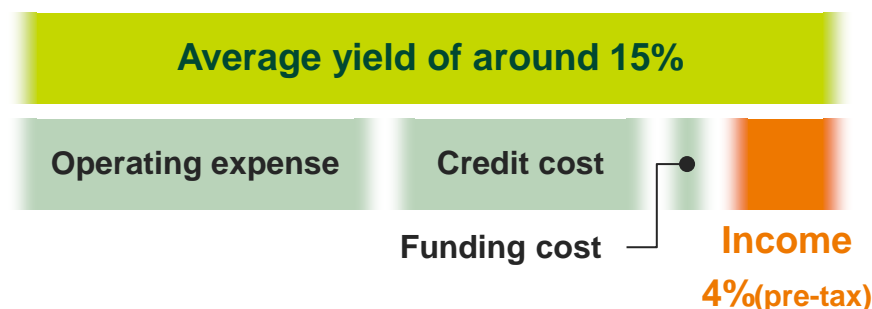 Average yield of around 15%
Operating expense
Credit cost
Funding cost
Income
4%(pre-tax)